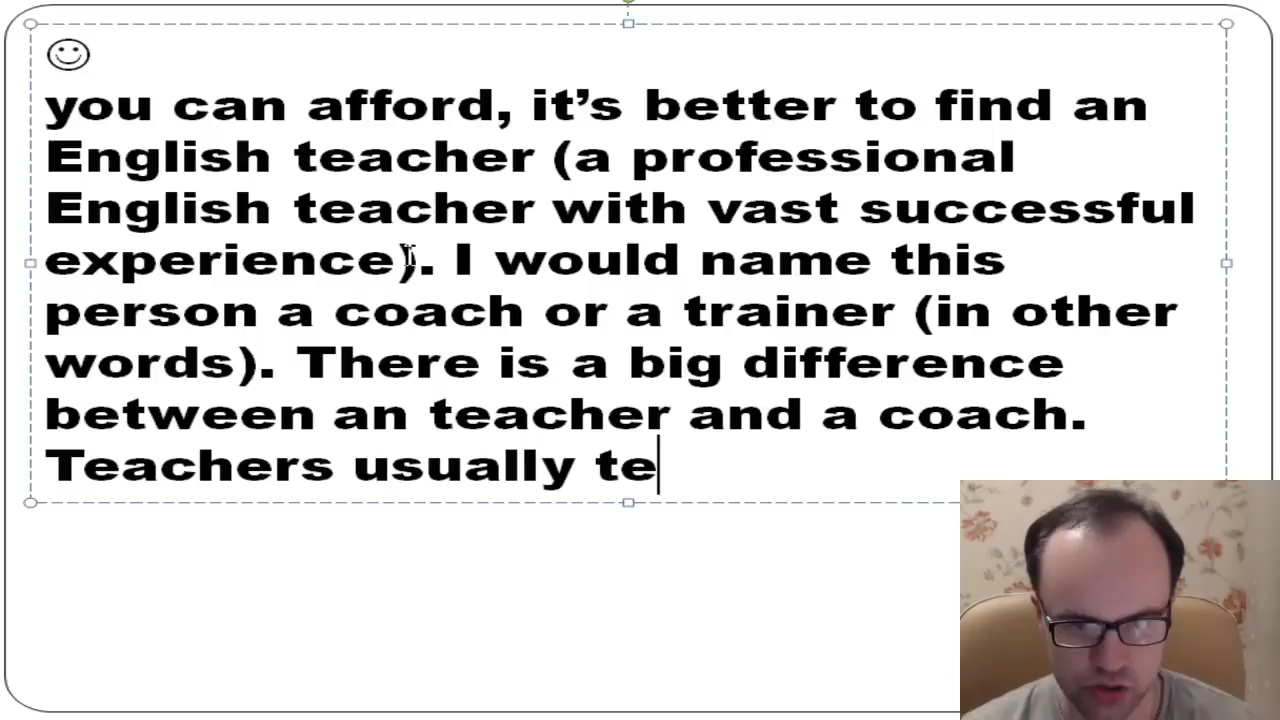 you can afford, it’s better to find an
English teacher (a professional
English teacher with vast successful
experience). I would name this
person a coach or a trainer (in other
words). There is a big difference
between an teacher and a coach.
Teachers usually te